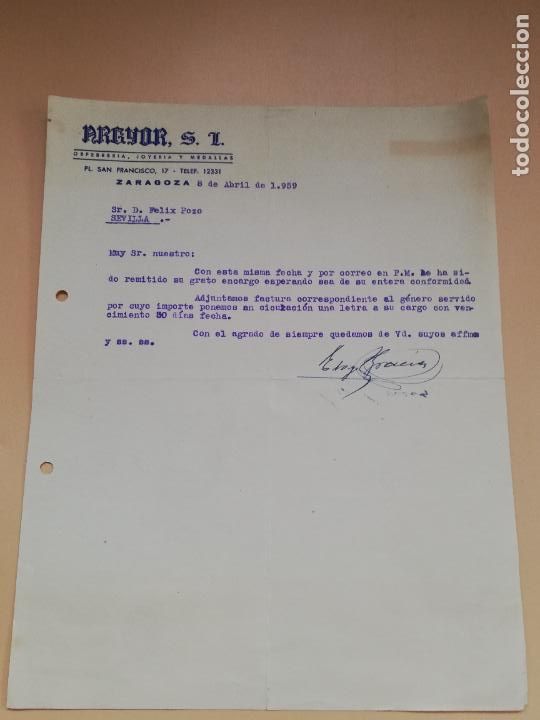 ARGYOR, S. L.
ORFEBRERIA, JOYERIA Y MEDALLAS
PL. SAN FRANCISCO, 17 - TELEF. 12331
ZARAGOZA 8 de Abril de 1.959
Sr. D. Felix Pozo
SEVILLA .-
Muy Sr. nuestro:
Con esta misma fecha y por correo en P.M. le ha si-
do remitido su grato encargo esperando sea de su entera conformidad.
Adjuntamos factura correspondiente al género servido
por cuyo importe ponemos an ciculación una letra a su cargo con ven-
cimiento 30 días fecha.
Con el agrado de siempre quedamos de Vd. suyos affmos
y ss. ss.
todocoleccion.net